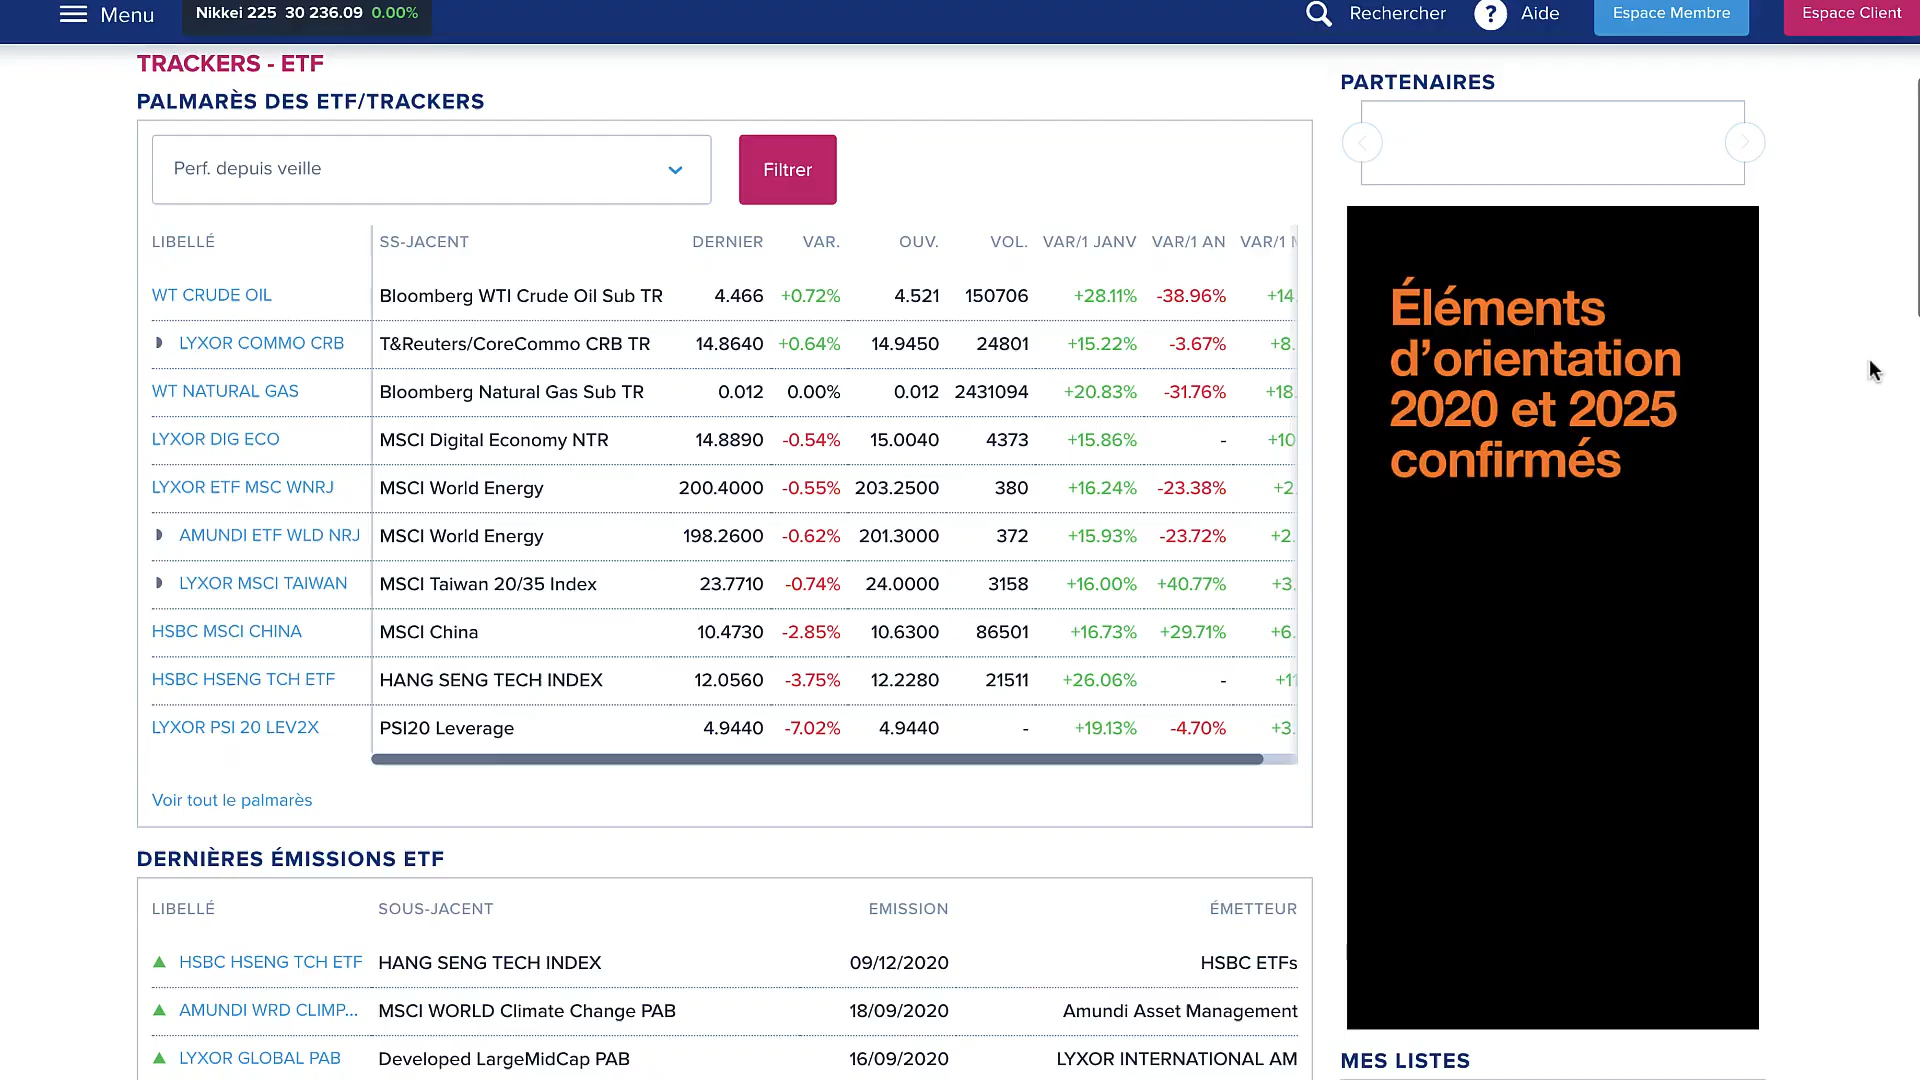 Menu
Nikkei 225 30 236.09 0.00%
Rechercher
? Aide
Espace Membre
Espace Client
TRACKERS - ETF
PALMARÈS DES ETF/TRACKERS
Perf. depuis veille
Filtrer
LIBELLÉ SS-JACENT DERNIER VAR. OUV. VOL. VAR/1 JANV VAR/1 AN VAR/1
WT CRUDE OIL Bloomberg WTI Crude Oil Sub TR 4.466 +0.72% 4.521 150706 +28.11% -38.96% +14
LYXOR COMMO CRB T&Reuters/CoreCommo CRB TR 14.8640 +0.64% 14.9450 24801 +15.22% -3.67% +8.
WT NATURAL GAS Bloomberg Natural Gas Sub TR 0.012 0.00% 0.012 2431094 +20.83% -31.76% +18
LYXOR DIG ECO MSCI Digital Economy NTR 14.8890 -0.54% 15.0040 4373 +15.86% - +10
LYXOR ETF MSC WNRJ MSCI World Energy 200.4000 -0.55% 203.2500 380 +16.24% -23.38% +2
AMUNDI ETF WLD NRJ MSCI World Energy 198.2600 -0.62% 201.3000 372 +15.93% -23.72% +2.
LYXOR MSCI TAIWAN MSCI Taiwan 20/35 Index 23.7710 -0.74% 24.0000 3158 +16.00% +40.77% +3.
HSBC MSCI CHINA MSCI China 10.4730 -2.85% 10.6300 86501 +16.73% +29.71% +6.
HSBC HSENG TCH ETF HANG SENG TECH INDEX 12.0560 -3.75% 12.2280 21511 +26.06% - +11
LYXOR PSI 20 LEV2X PSI20 Leverage 4.9440 -7.02% 4.9440 - +19.13% -4.70% +3.
Voir tout le palmarès
DERNIÈRES ÉMISSIONS ETF
LIBELLÉ SOUS-JACENT EMISSION ÉMETTEUR
HSBC HSENG TCH ETF HANG SENG TECH INDEX 09/12/2020 HSBC ETFs
AMUNDI WRD CLIMP... MSCI WORLD Climate Change PAB 18/09/2020 Amundi Asset Management
LYXOR GLOBAL PAB Developed LargeMidCap PAB 16/09/2020 LYXOR INTERNATIONAL AM
PARTENAIRES
Éléments
d’orientation
2020 et 2025
confirmés
MES LISTES